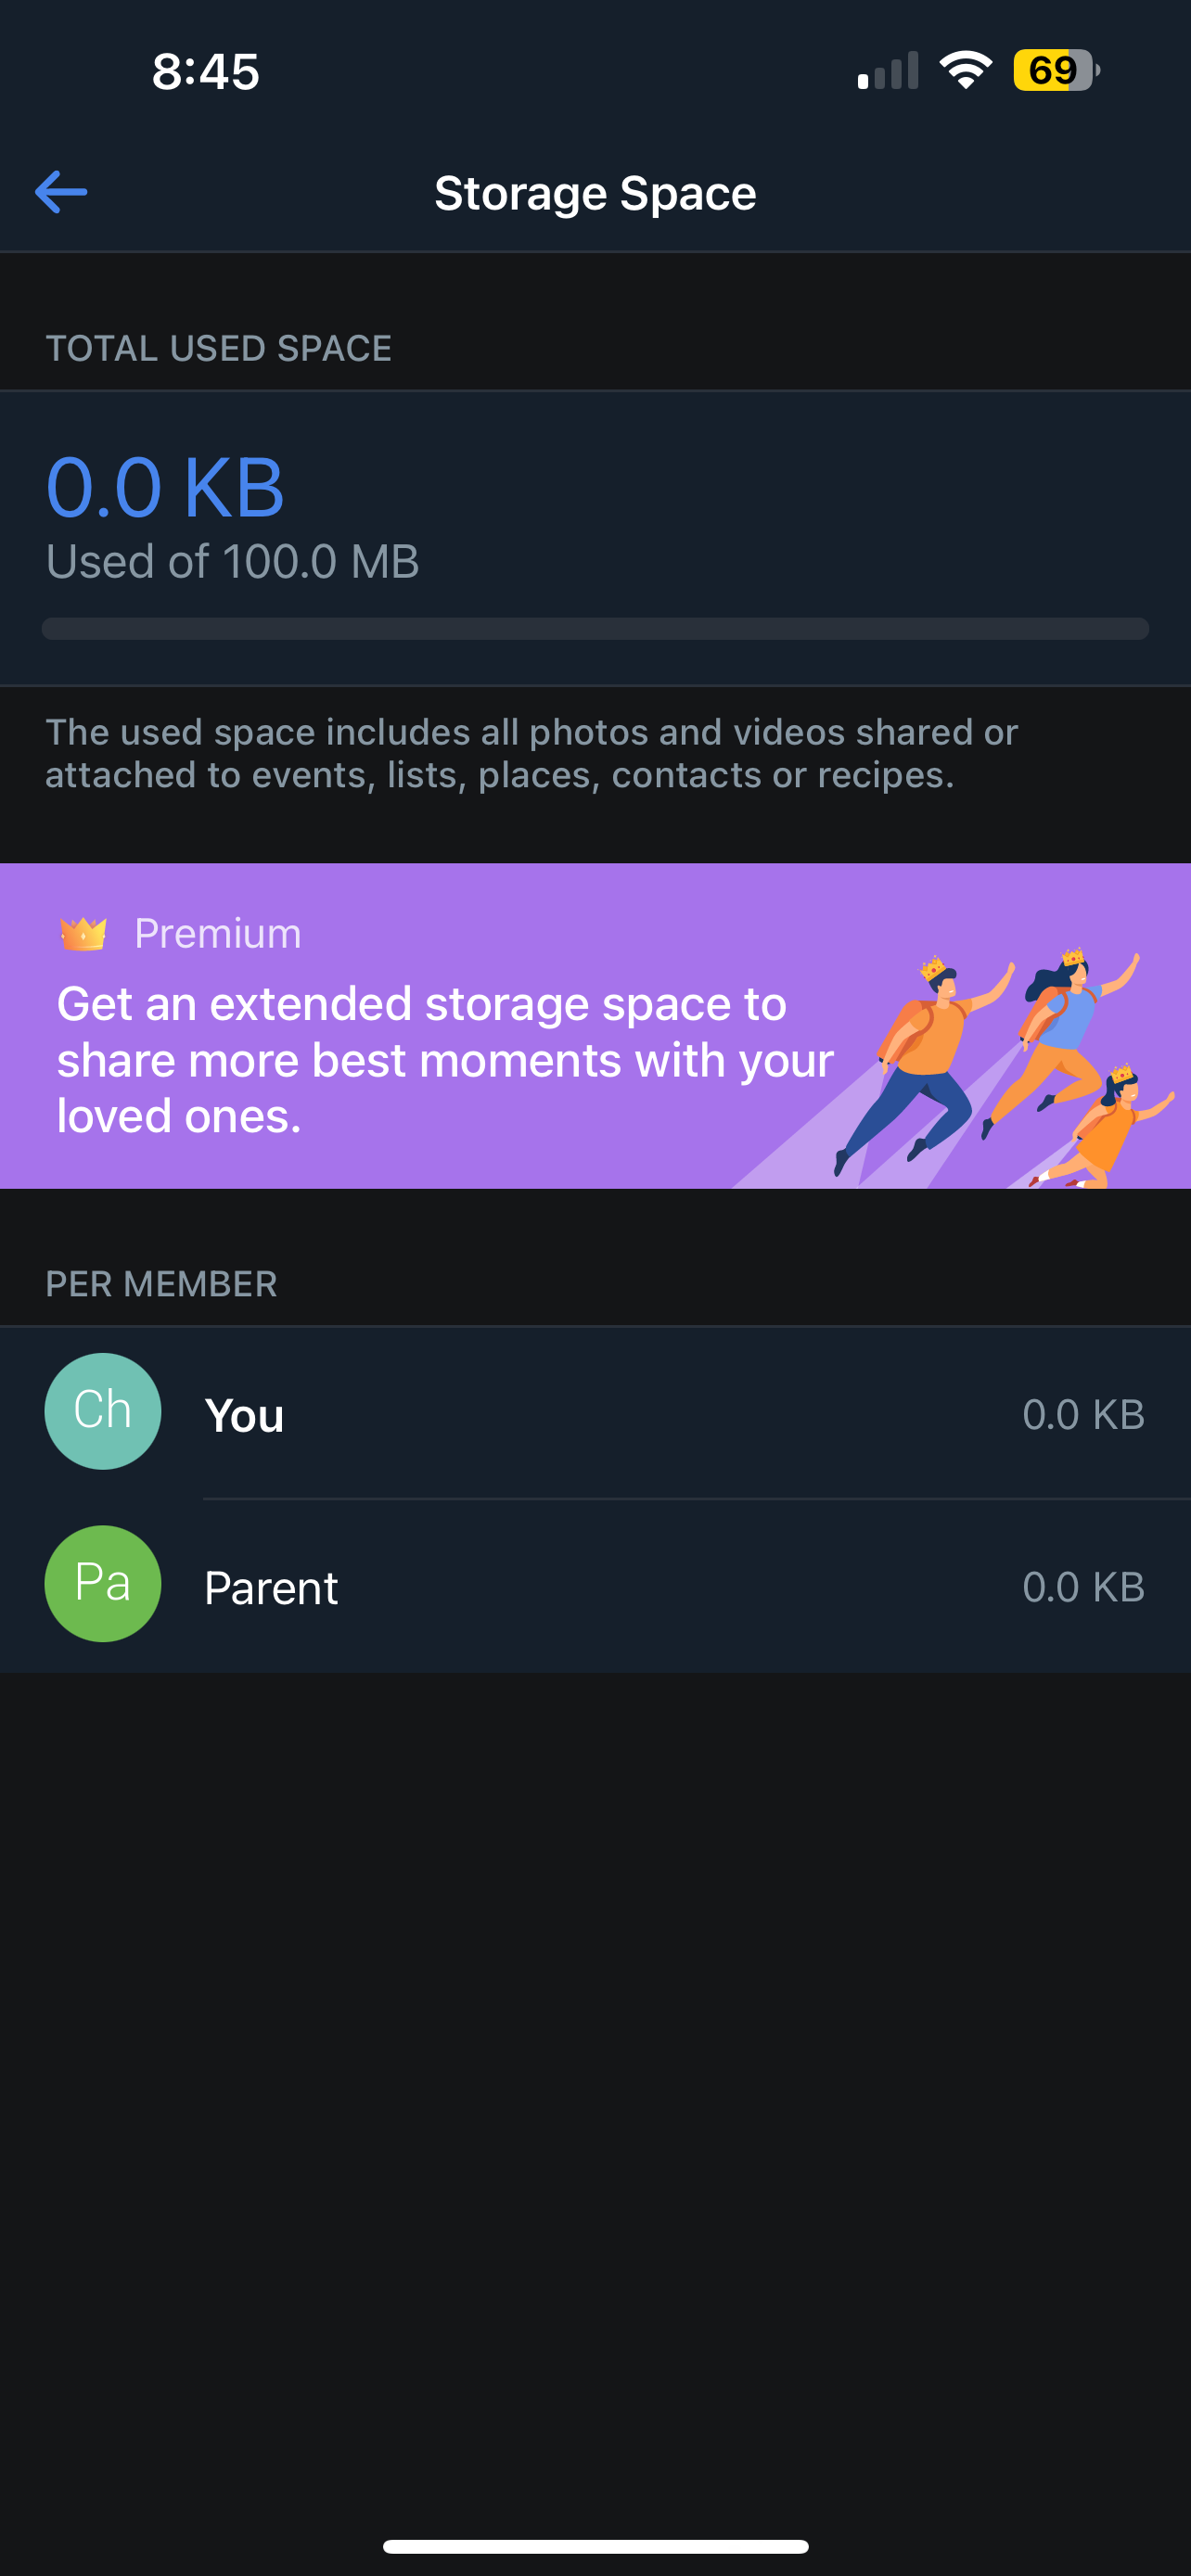 8:45
69
Storage Space
TOTAL USED SPACE
0.0 KB
Used of 100.0 MB
The used space includes all photos and videos shared or
attached to events, lists, places, contacts or recipes.
Premium
Get an extended storage space to
share more best moments with your
loved ones.
PER MEMBER
Ch
You
0.0 KB
Pa
Parent
0.0 KB